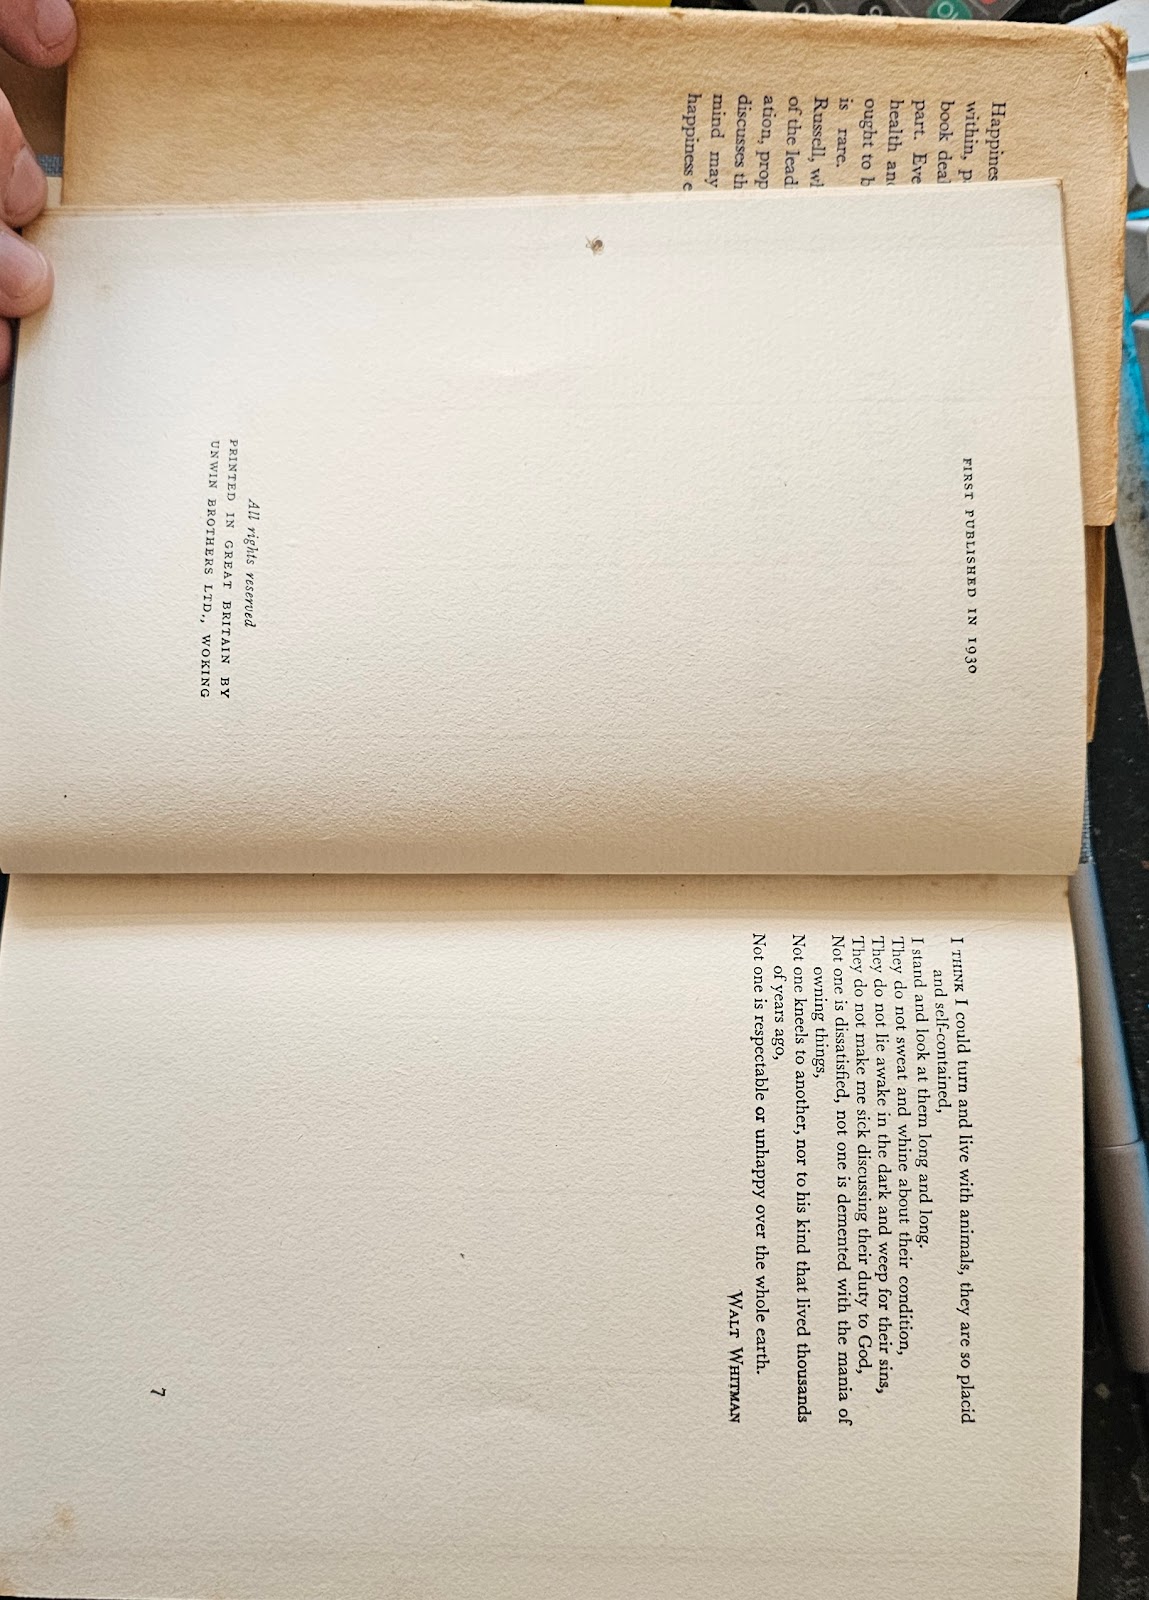 Happines
within, p
book deal
part. Eve
health and
ought to b
is rare.
Russell, wh
of the lead
ation, prop
discusses th
mind may
happiness e
FIRST PUBLISHED IN 1930
All rights reserved
PRINTED IN GREAT BRITAIN BY
UNWIN BROTHERS LTD., WOKING
I THINK I could turn and live with animals, they are so placid
and self-contained,
I stand and look at them long and long.
They do not sweat and whine about their condition,
They do not lie awake in the dark and weep for their sins,
They do not make me sick discussing their duty to God,
Not one is dissatisfied, not one is demented with the mania of
owning things,
Not one kneels to another, nor to his kind that lived thousands
of years ago,
Not one is respectable or unhappy over the whole earth.
WALT WHITMAN
7